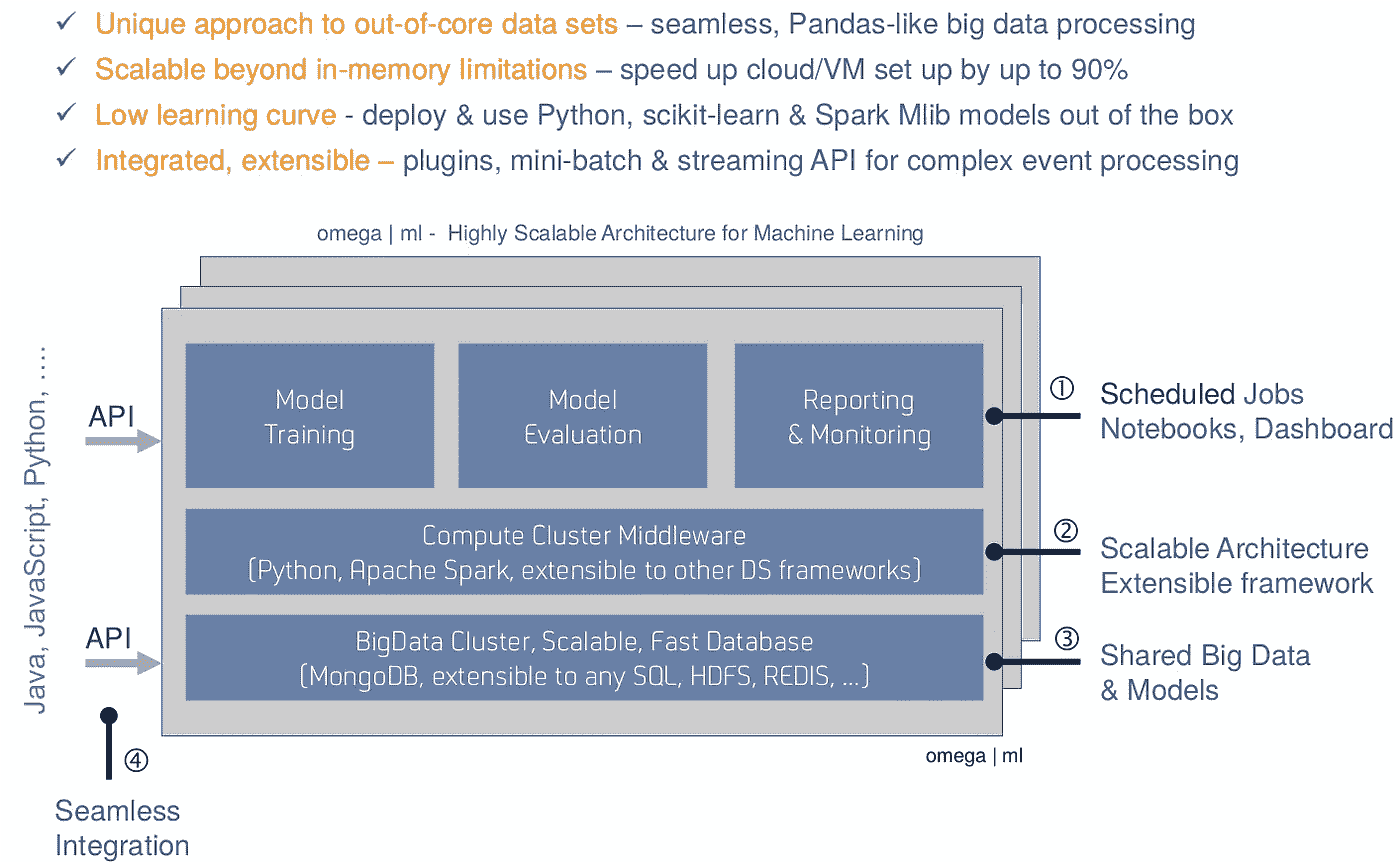 ✓ Unique approach to out-of-core data sets – seamless, Pandas-like big data processing
✓ Scalable beyond in-memory limitations – speed up cloud/VM set up by up to 90%
✓ Low learning curve - deploy & use Python, scikit-learn & Spark Mlib models out of the box
✓ Integrated, extensible – plugins, mini-batch & streaming API for complex event processing
omega | ml - Highly Scalable Architecture for Machine Learning
Java, JavaScript, Python, ....
API
Model
Training
Model
Evaluation
Reporting
& Monitoring
①
Scheduled Jobs
Notebooks, Dashboard
Compute Cluster Middleware
(Python, Apache Spark, extensible to other DS frameworks)
②
Scalable Architecture
Extensible framework
API
BigData Cluster, Scalable, Fast Database
(MongoDB, extensible to any SQL, HDFS, REDIS, ...)
③
Shared Big Data
& Models
omega | ml
④
Seamless
Integration